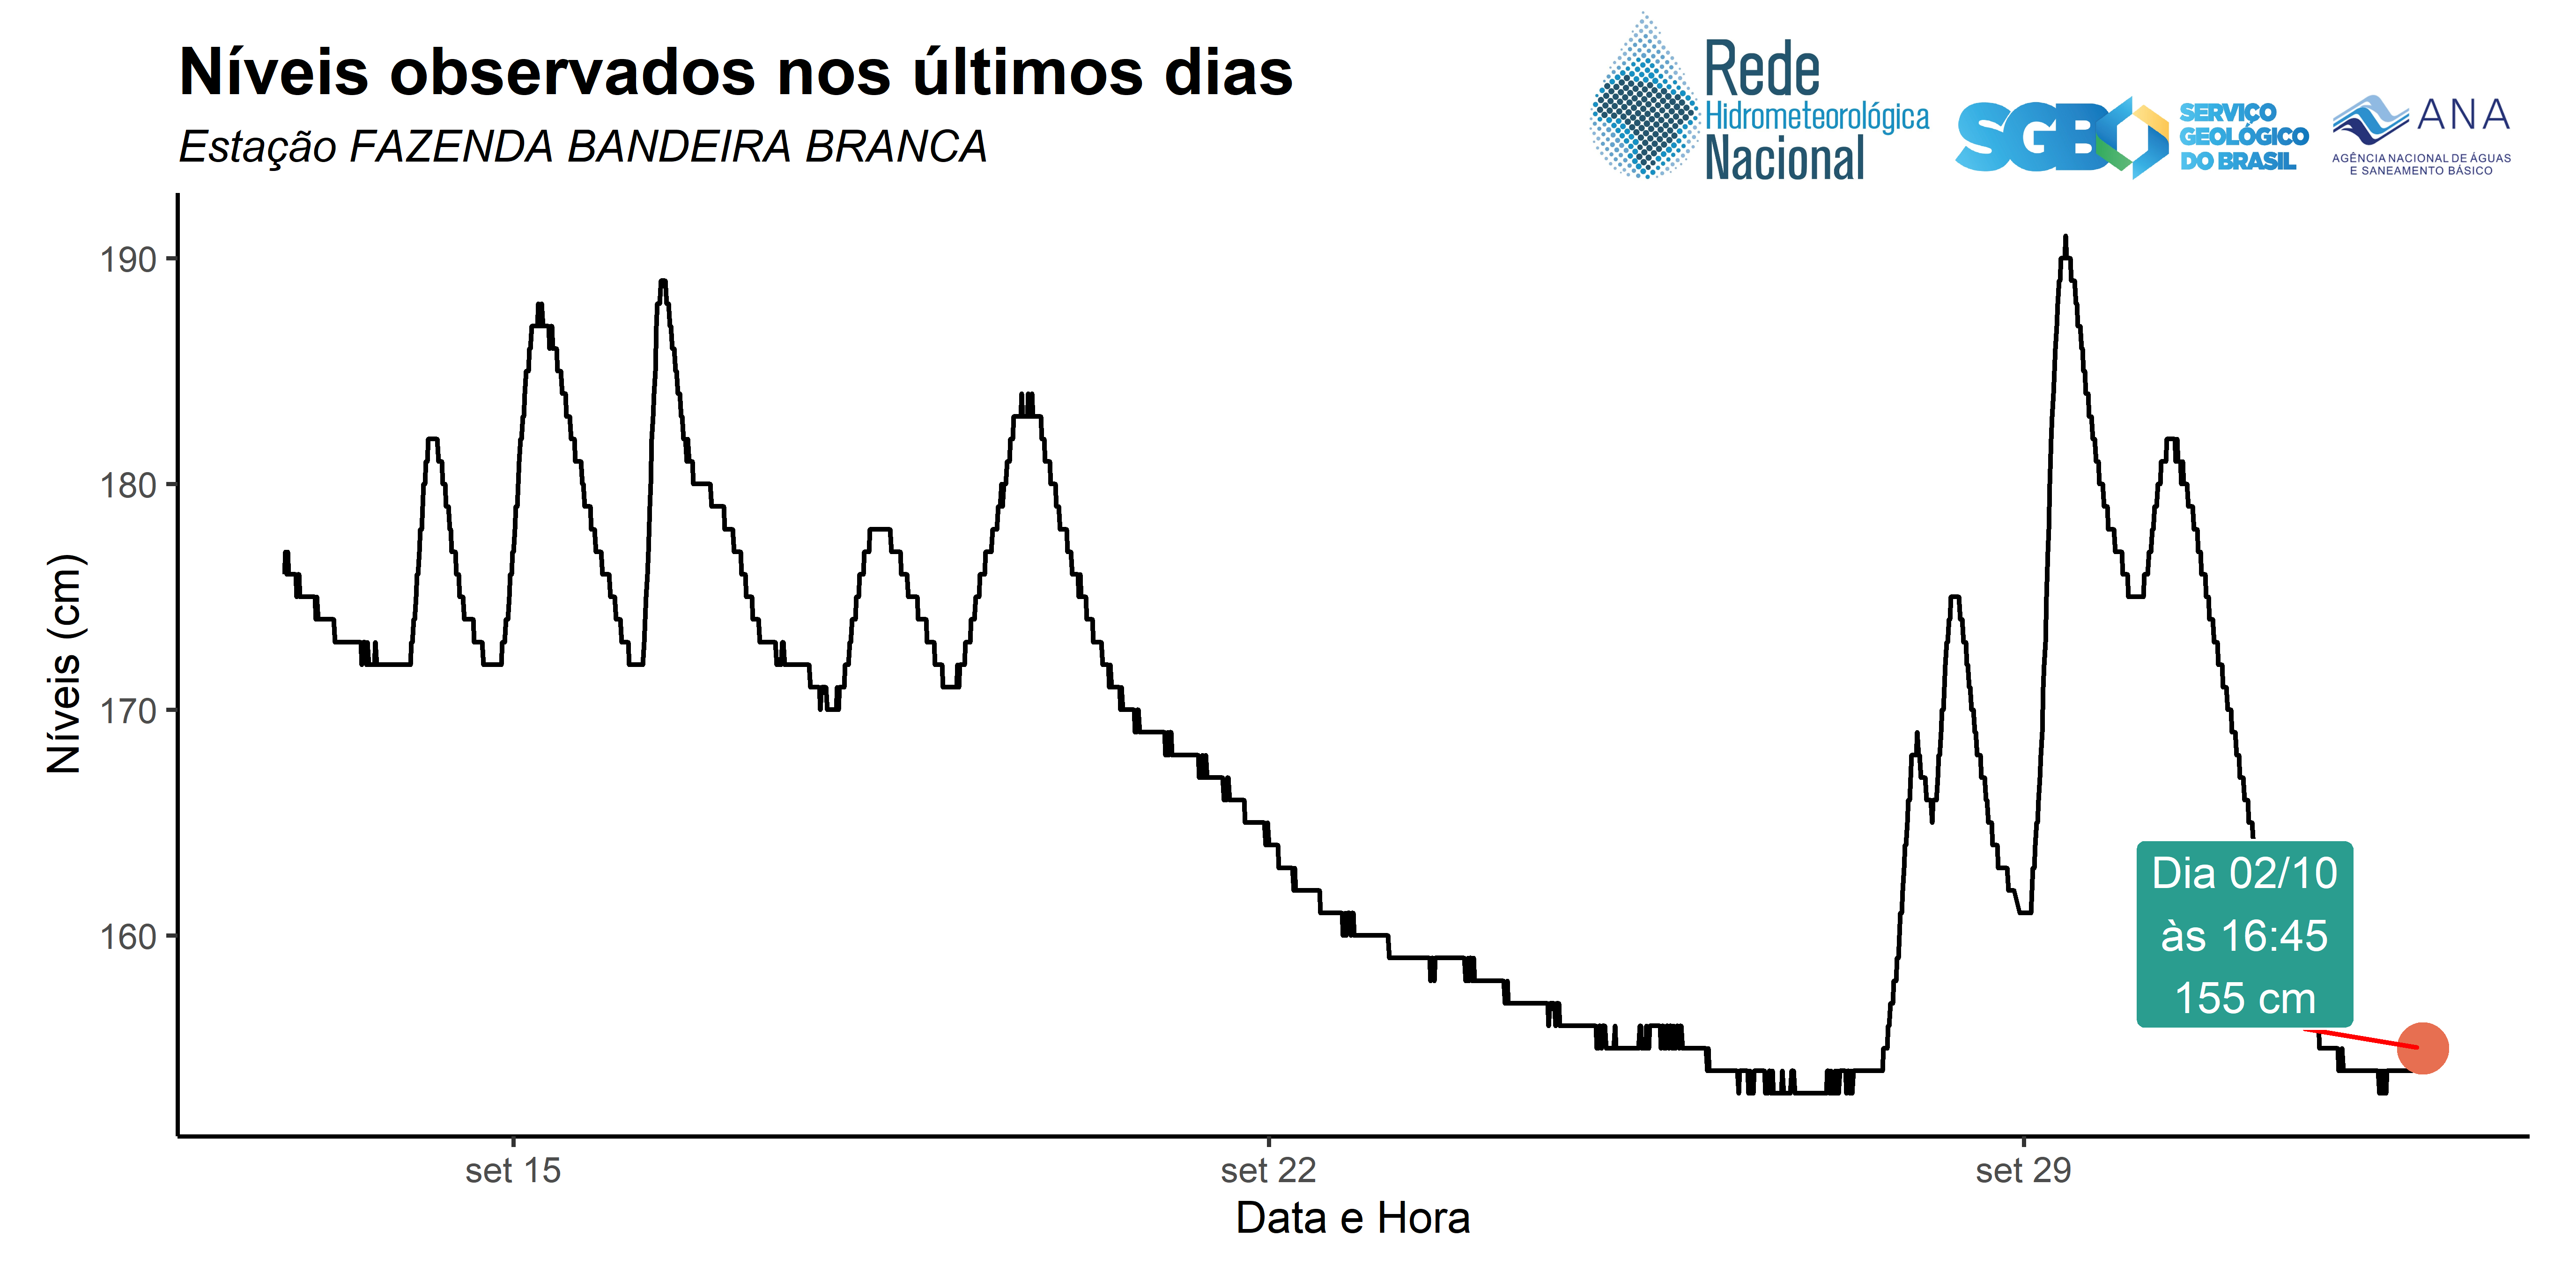 Níveis observados nos últimos dias
Estação FAZENDA BANDEIRA BRANCA
Rede
Hidrometeorológica
Nacional
SGB
SERVIÇO
GEOLÓGICO
DO BRASIL
ANA
AGÊNCIA NACIONAL DE ÁGUAS
E SANEAMENTO BÁSICO
Níveis (cm)
190
180
170
160
Dia 02/10
às 16:45
155 cm
set 15
set 22
set 29
Data e Hora